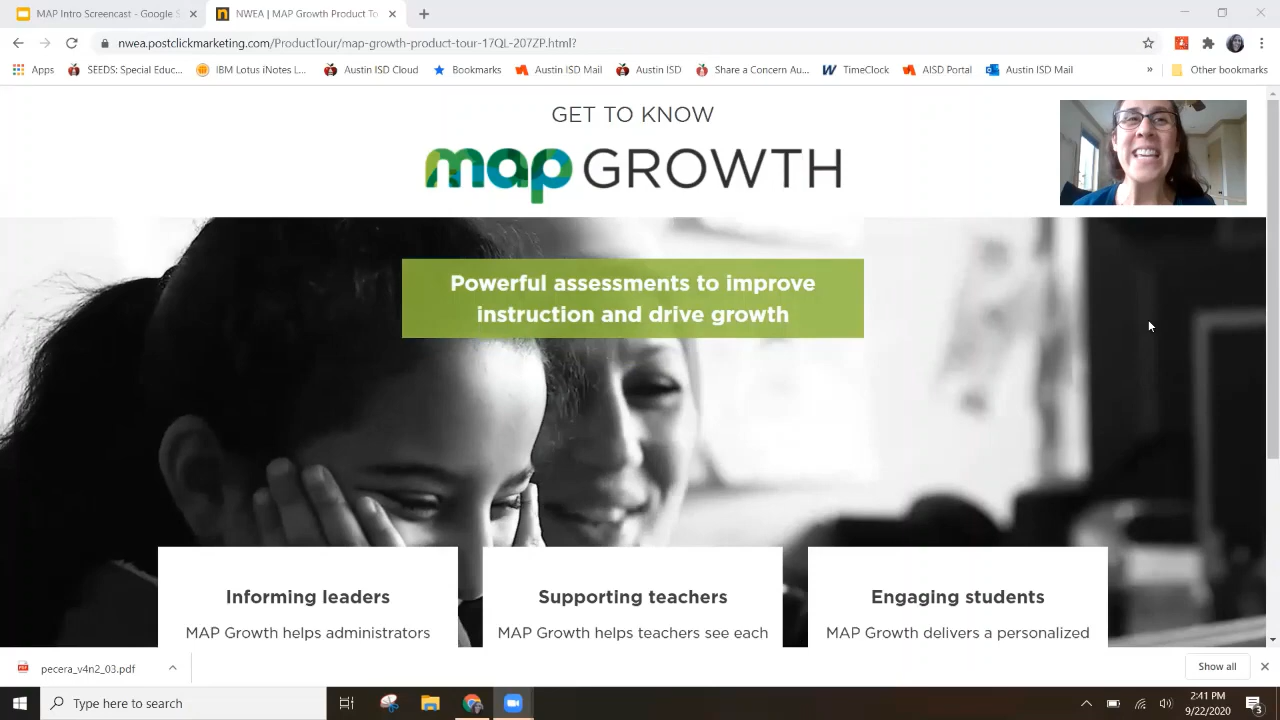 MAP Intro Screencast - Google S
NWEA | MAP Growth Product To
nwea.postclickmarketing.com/ProductTour/map-growth-product-tour-17QL-207ZP.html?
Apps SEEDS: Special Educ... IBM Lotus iNotes L... Austin ISD Cloud Bookmarks Austin ISD Mail Austin ISD Share a Concern Au... TimeClock AISD Portal Austin ISD Mail » Other bookmarks
GET TO KNOW
map GROWTH
Powerful assessments to improve
instruction and drive growth
Informing leaders
MAP Growth helps administrators
Supporting teachers
MAP Growth helps teachers see each
Engaging students
MAP Growth delivers a personalized
pecera_v4n2_03.pdf
Show all
Type here to search
2:41 PM
9/22/2020
3